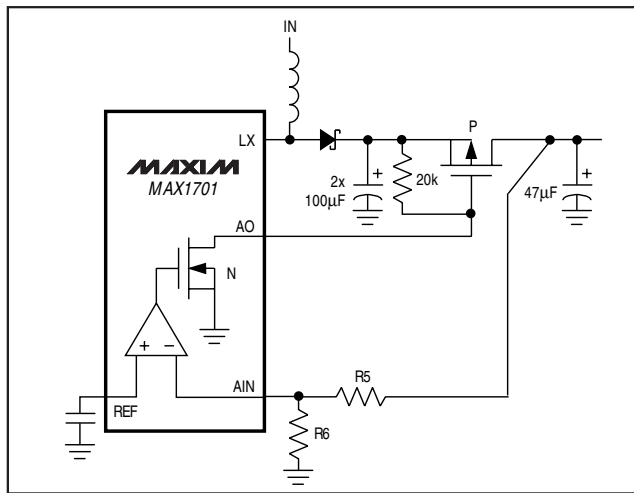 IN
LX
P
MAXIM
MAX1701
2x
100µF
20k
47µF
AO
N
+ −
REF
AIN
R5
R6
+
+